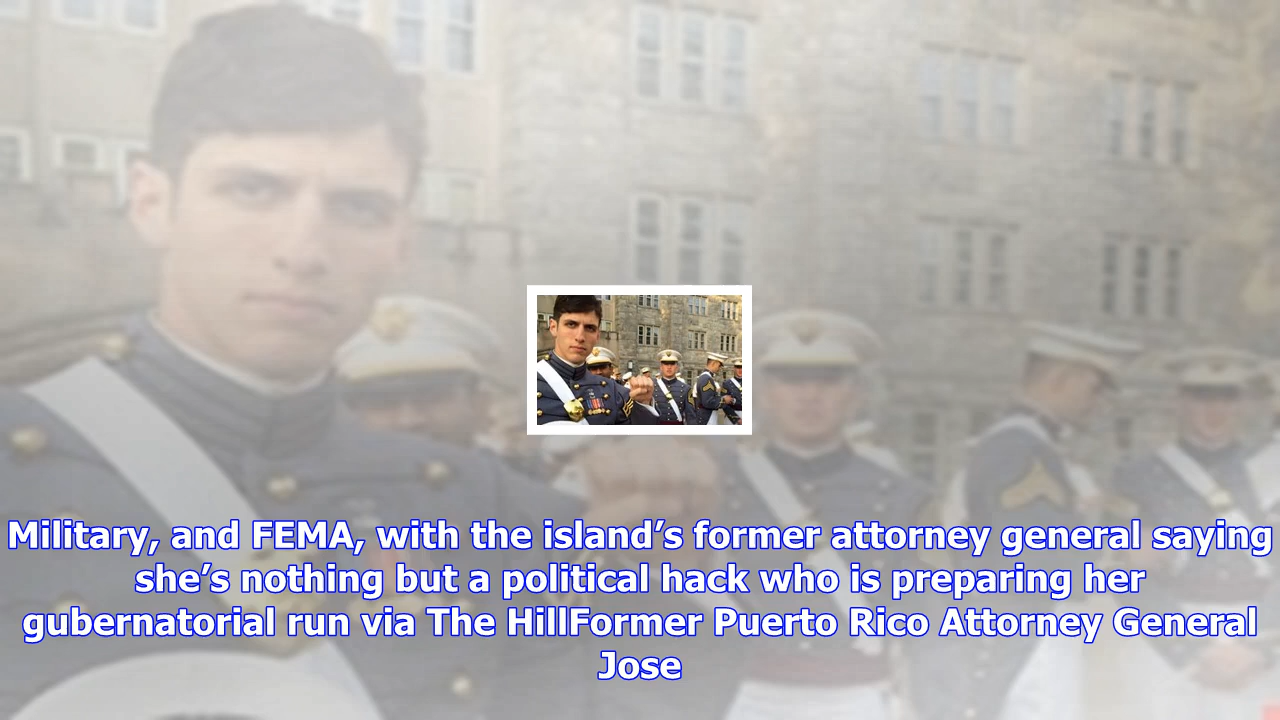 Military, and FEMA, with the island’s former attorney general saying
she’s nothing but a political hack who is preparing her
gubernatorial run via The HillFormer Puerto Rico Attorney General
Jose